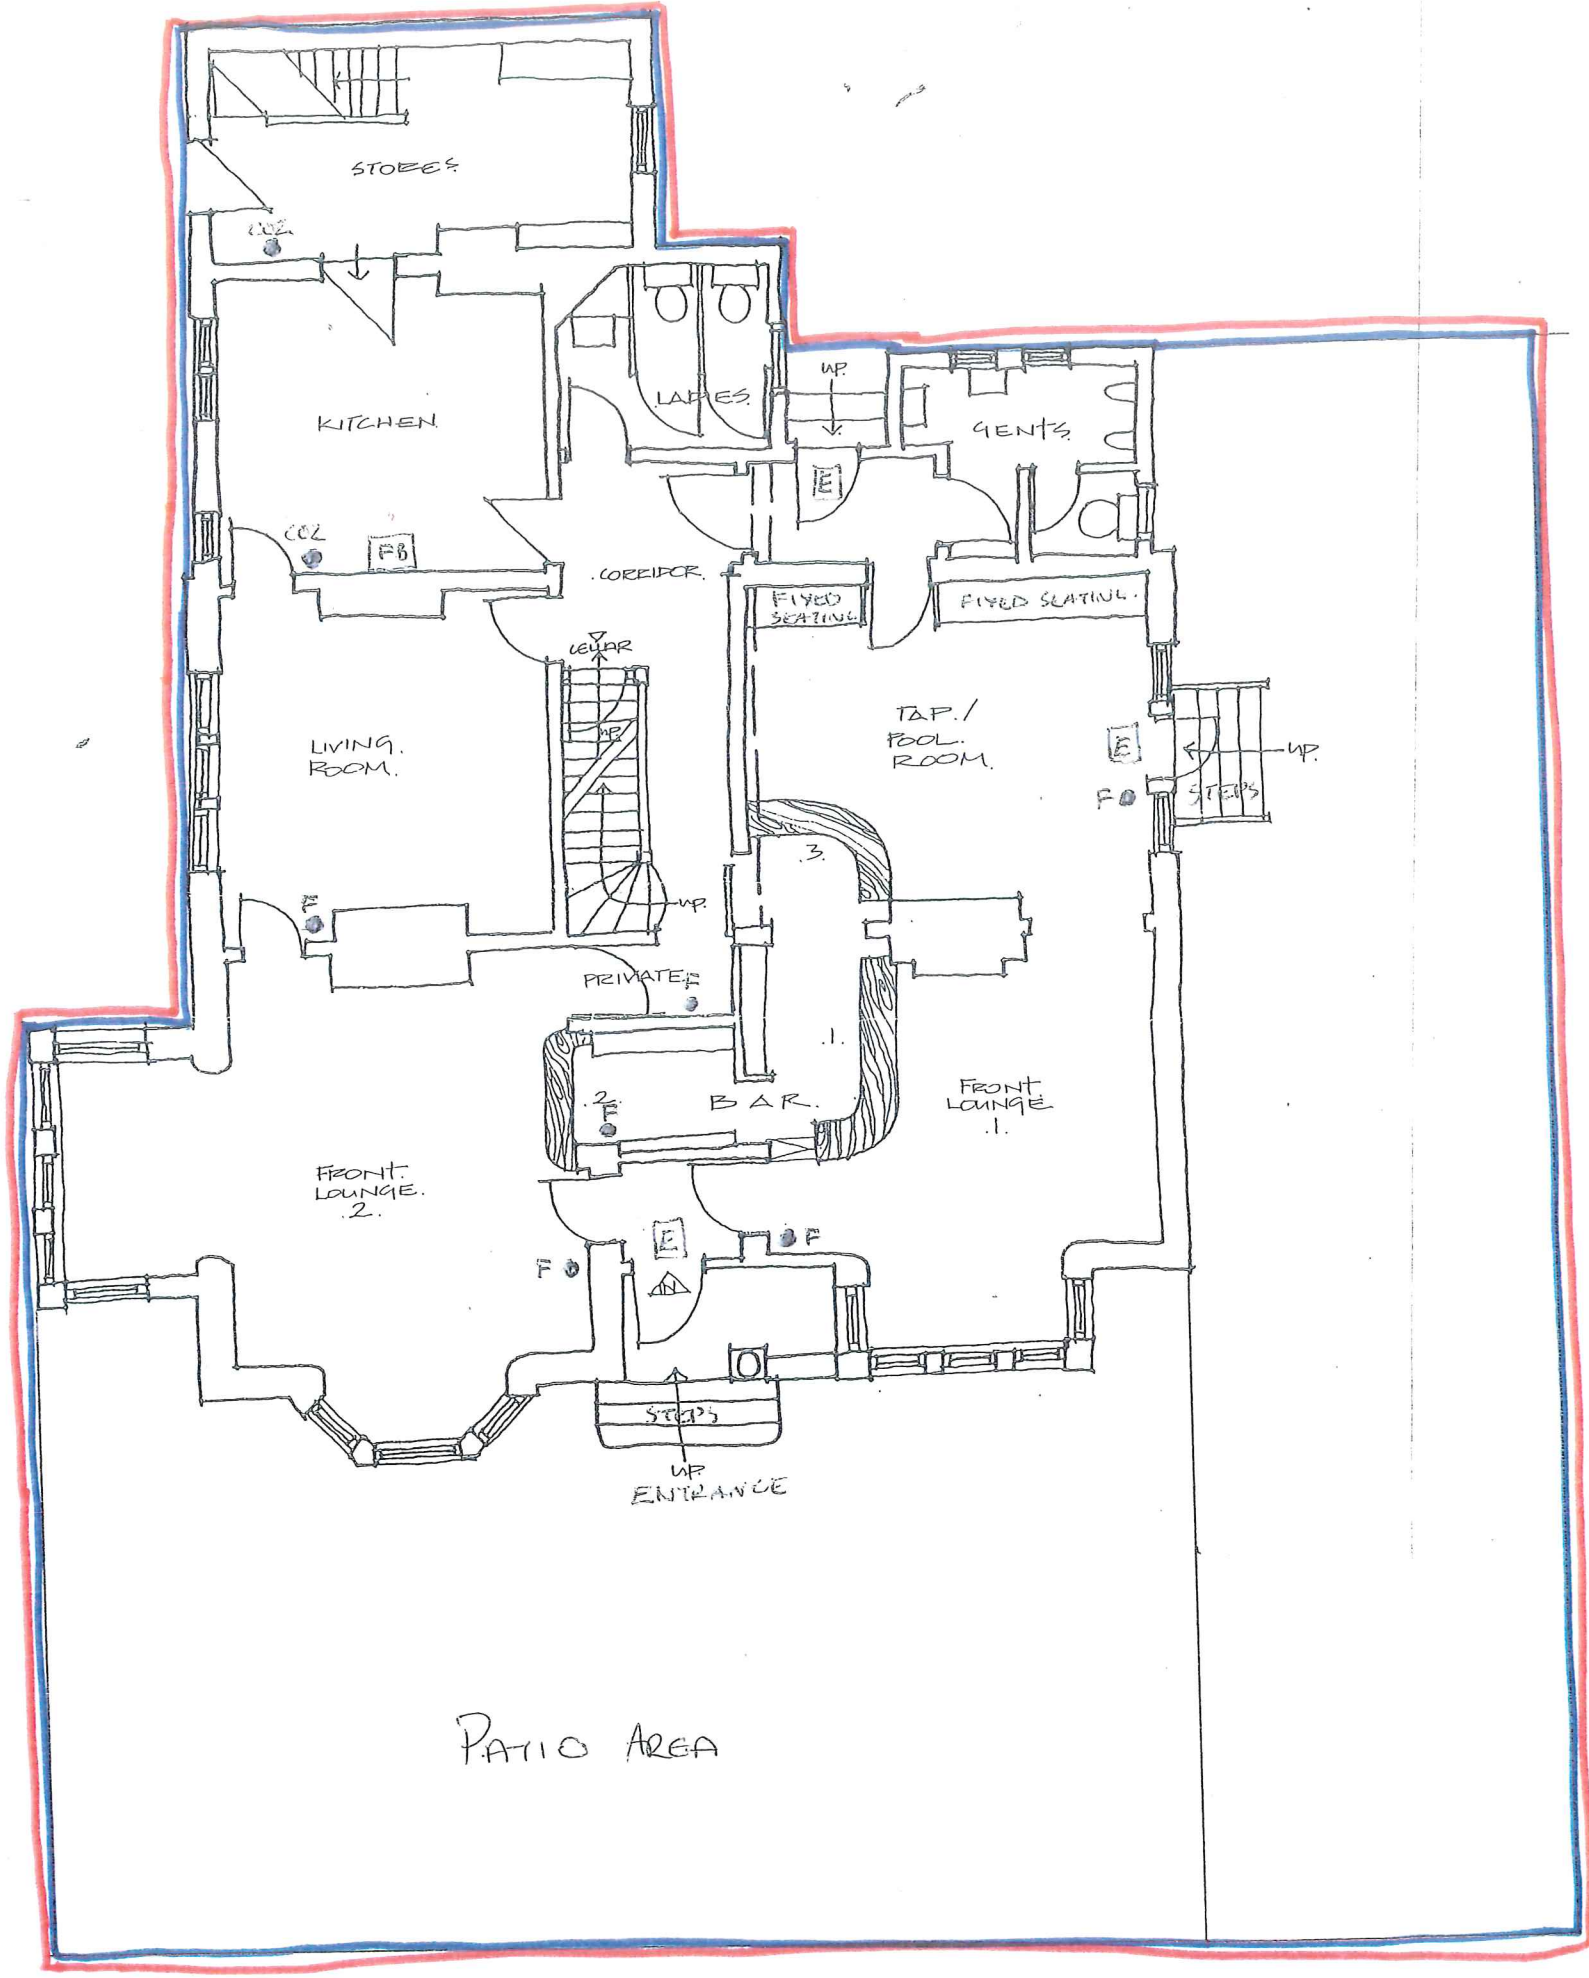 STORES
CO2
UP.
LADIES.
GENTS.
KITCHEN.
E
CO2
FB
.CORRIDOR.
FIXED
SEATING.
FIXED SEATING.
CELLAR
UP.
LIVING.
ROOM.
TAP./
POOL.
ROOM.
E
UP.
F
STEPS
.3.
F
UP.
PRIVATE.
F
.1.
.2.
F
BAR.
FRONT.
LOUNGE
.1.
FRONT.
LOUNGE.
.2.
E
F
F
IN
STEPS
UP.
ENTRANCE
PATIO AREA